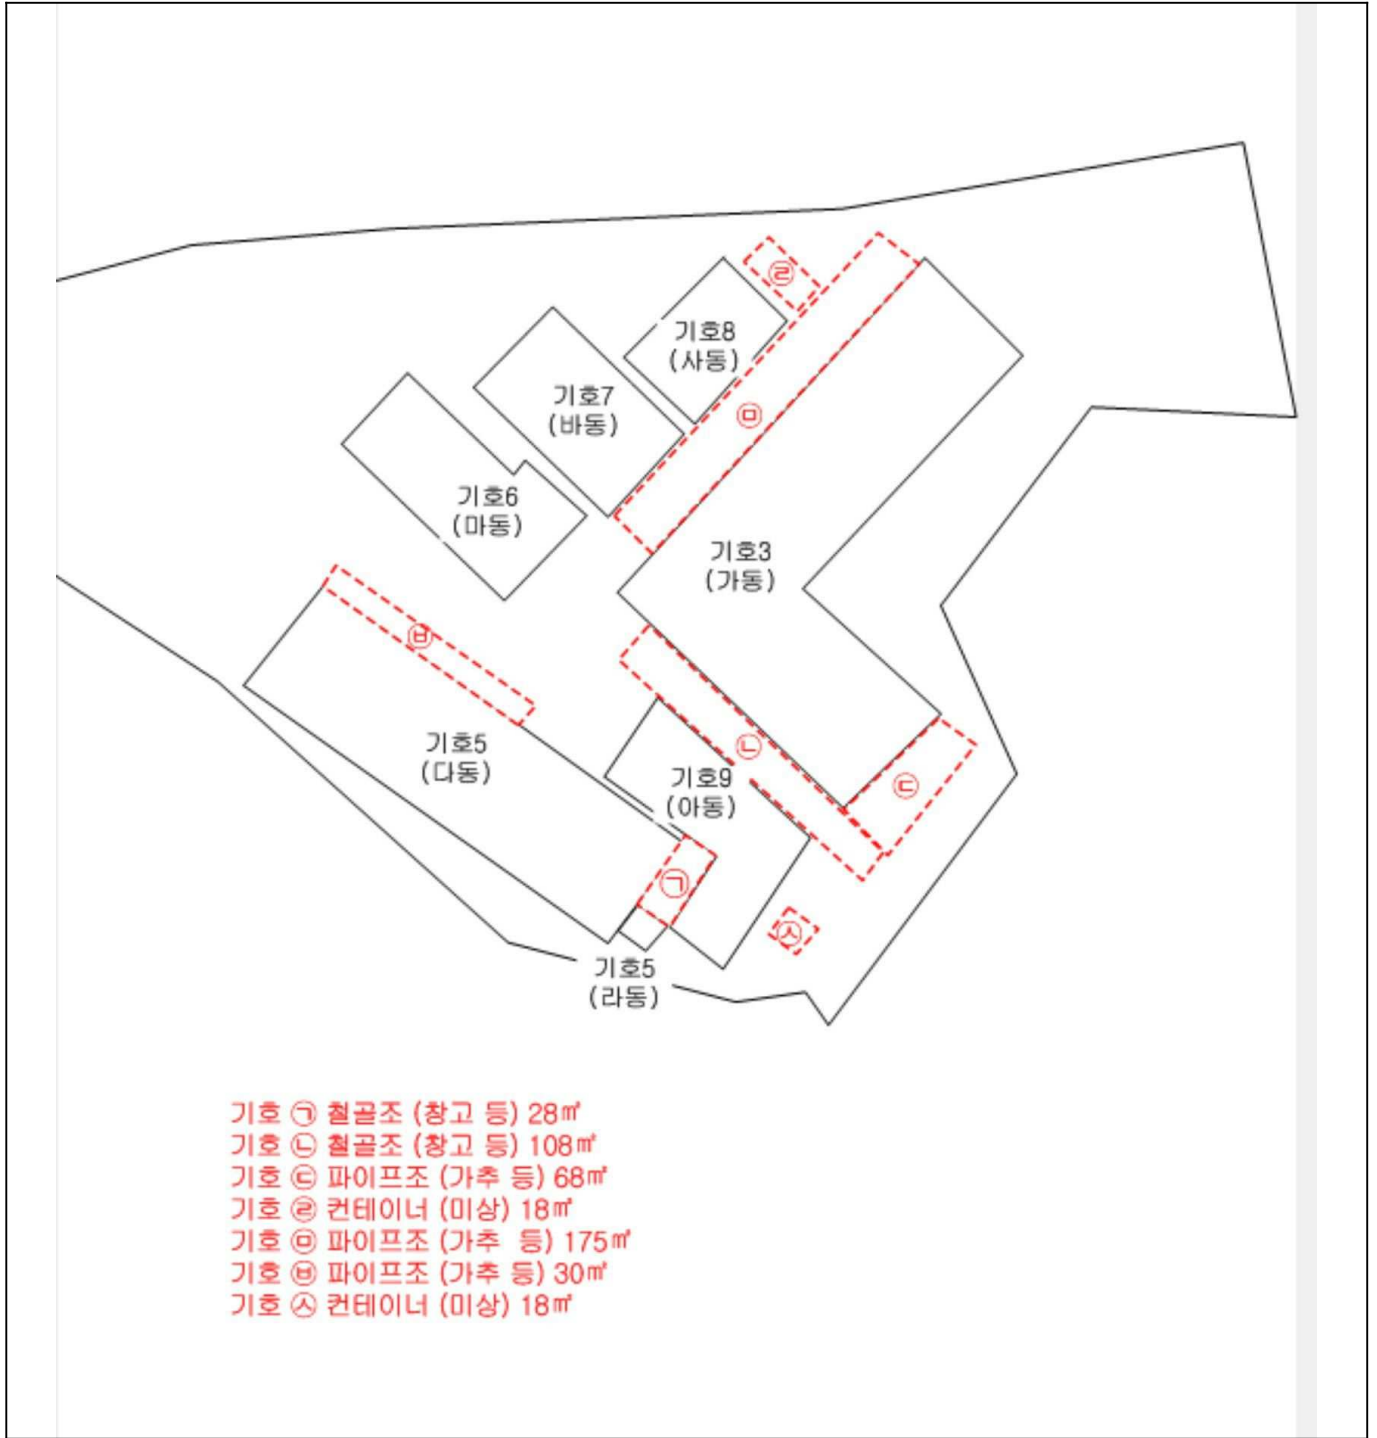 ㉣
기호8
(사동)
기호7
(바동)
㉤
기호6
(마동)
기호3
(가동)
㉥
기호5
(다동)
㉡
기호9
(아동)
㉢
㉠
㉦
기호5
(라동)
기호 ㉠ 철골조 (창고 등) 28㎡
기호 ㉡ 철골조 (창고 등) 108㎡
기호 ㉢ 파이프조 (가추 등) 68㎡
기호 ㉣ 컨테이너 (미상) 18㎡
기호 ㉤ 파이프조 (가추  등) 175㎡
기호 ㉥ 파이프조 (가추 등) 30㎡
기호 ㉦ 컨테이너 (미상) 18㎡